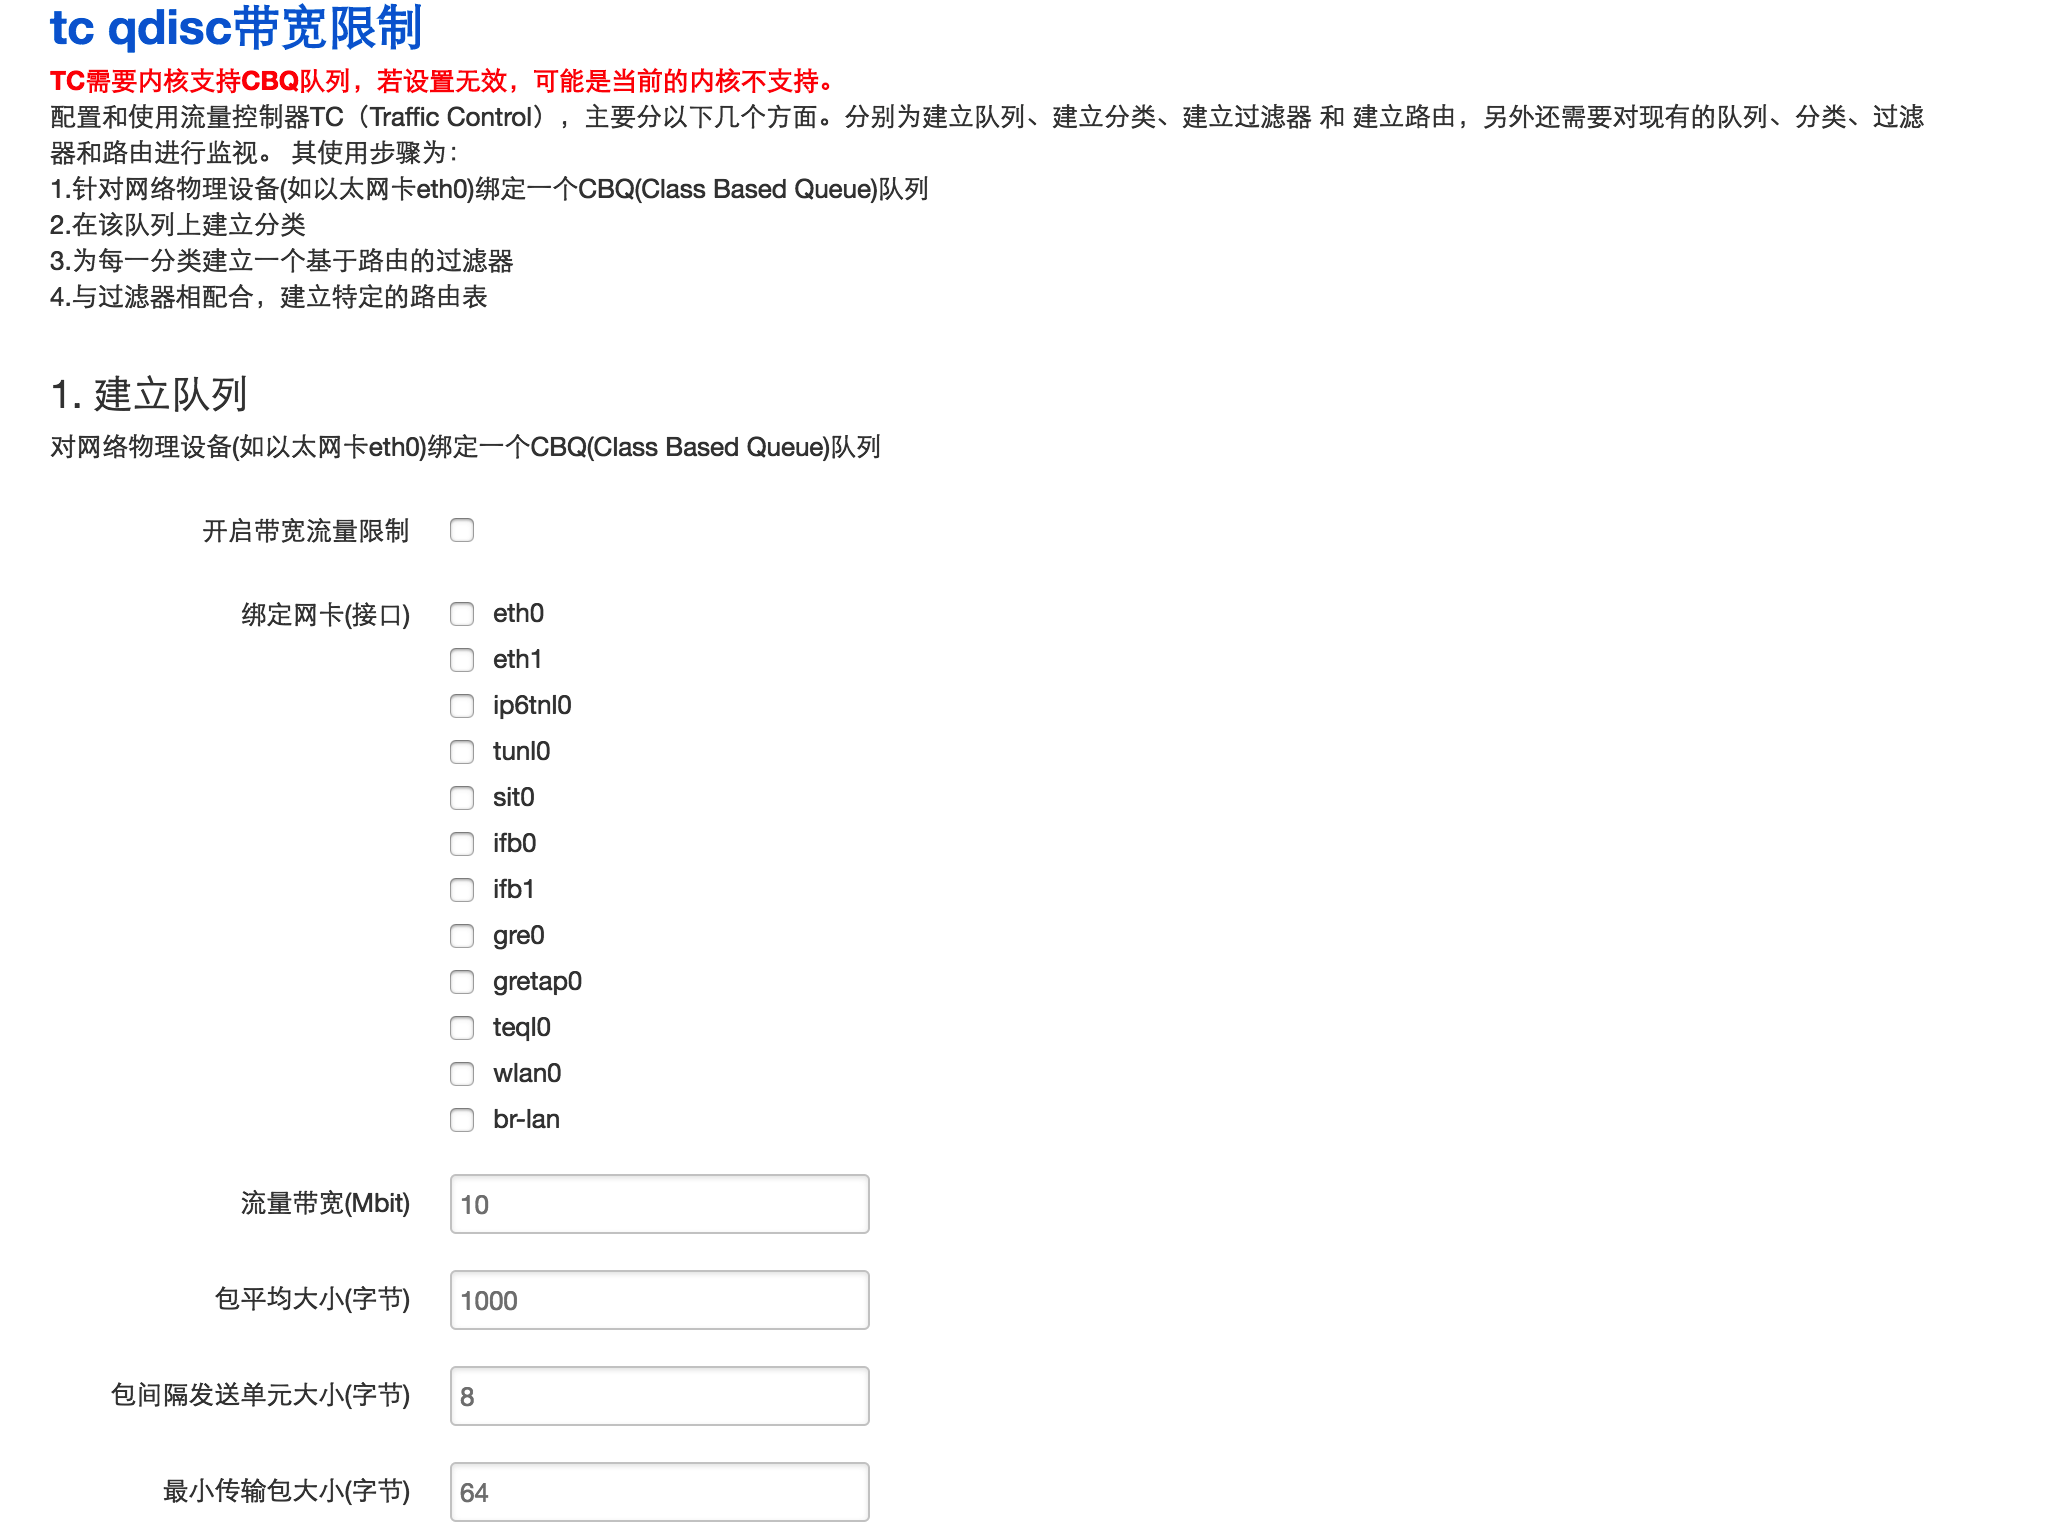 tc qdisc带宽限制
TC需要内核支持CBQ队列，若设置无效，可能是当前的内核不支持。
配置和使用流量控制器TC（Traffic Control），主要分以下几个方面。分别为建立队列、建立分类、建立过滤器 和 建立路由，另外还需要对现有的队列、分类、过滤
器和路由进行监视。 其使用步骤为：
1.针对网络物理设备(如以太网卡eth0)绑定一个CBQ(Class Based Queue)队列
2.在该队列上建立分类
3.为每一分类建立一个基于路由的过滤器
4.与过滤器相配合，建立特定的路由表
1. 建立队列
对网络物理设备(如以太网卡eth0)绑定一个CBQ(Class Based Queue)队列
开启带宽流量限制
绑定网卡(接口) eth0
eth1
ip6tnl0
tunl0
sit0
ifb0
ifb1
gre0
gretap0
teql0
wlan0
br-lan
流量带宽(Mbit) 10
包平均大小(字节) 1000
包间隔发送单元大小(字节) 8
最小传输包大小(字节) 64